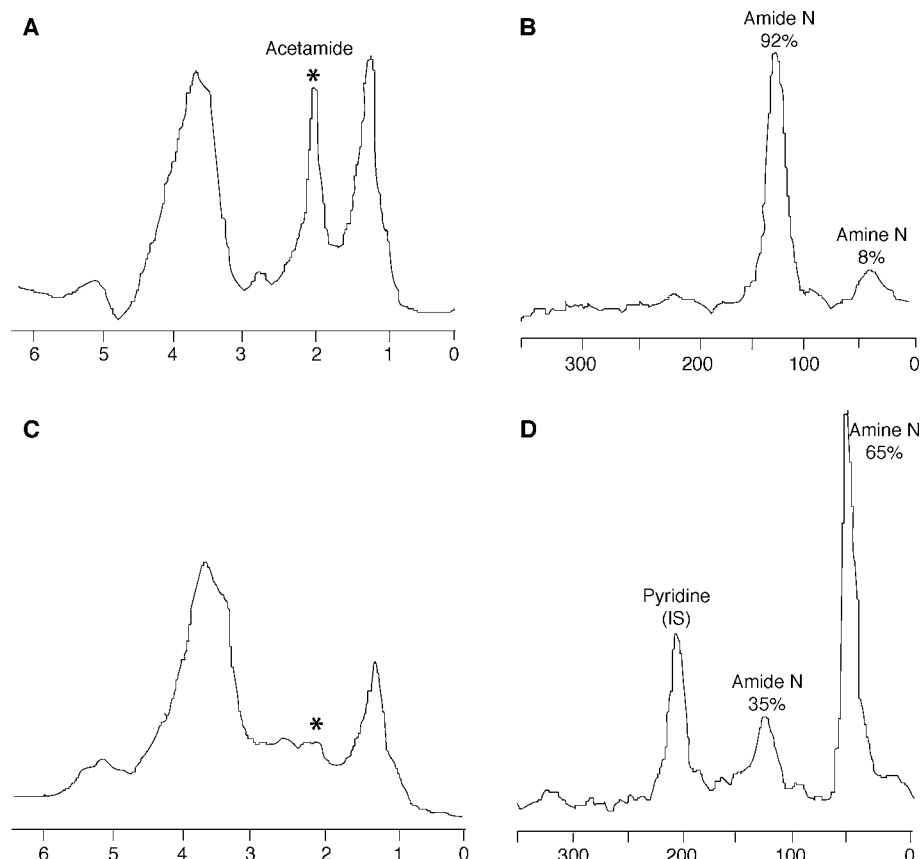 A
Acetamide
*
6 5 4 3 2 1 0
B
Amide N
92%
Amine N
8%
300 200 100 0
C
*
6 5 4 3 2 1 0
D
Amine N
65%
Pyridine
(IS)
Amide N
35%
300 200 100 0